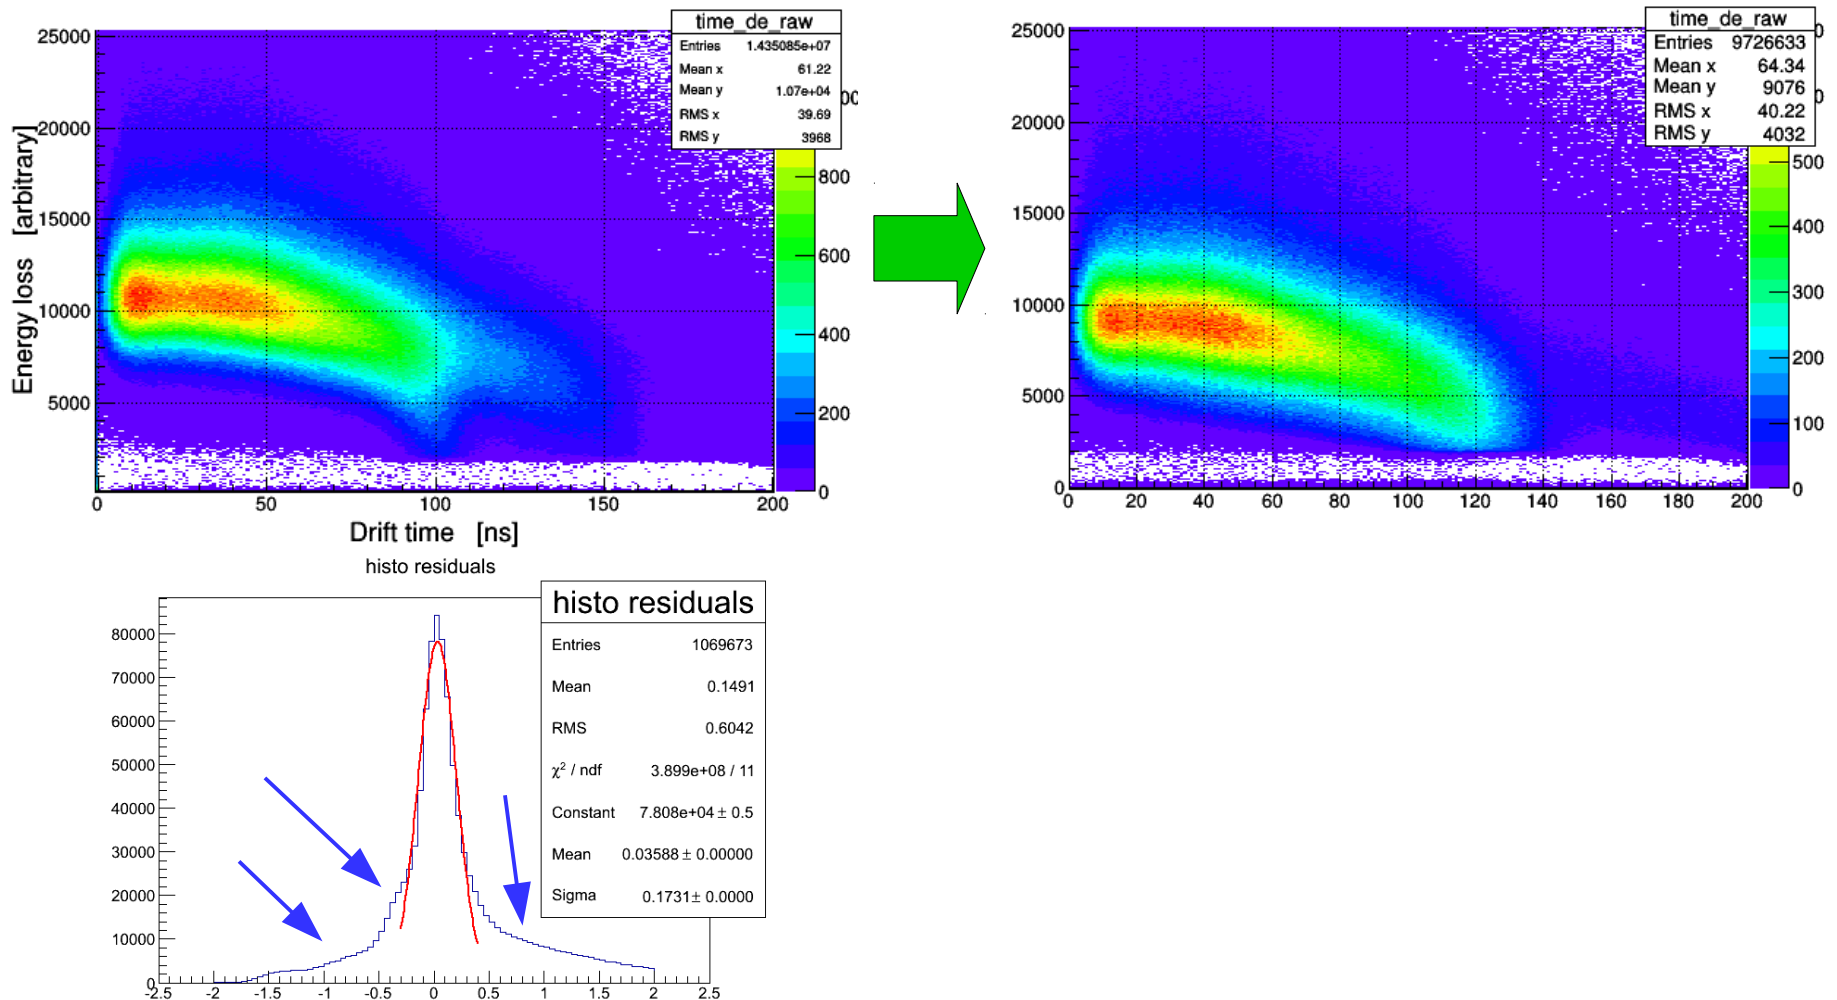 time_de_raw
Entries 1.435085e+07
Mean x 61.22
Mean y 1.07e+04
RMS x 39.69
RMS y 3968
25000
20000
15000
10000
5000
Energy loss [arbitrary]
0 50 100 150 200
Drift time [ns]
800
600
400
200
0
time_de_raw
Entries 9726633
Mean x 64.34
Mean y 9076
RMS x 40.22
RMS y 4032
25000
20000
15000
10000
5000
0
0 20 40 60 80 100 120 140 160 180 200
500
400
300
200
100
0
histo residuals
histo residuals
Entries 1069673
Mean 0.1491
RMS 0.6042
χ² / ndf 3.899e+08 / 11
Constant 7.808e+04 ± 0.5
Mean 0.03588 ± 0.00000
Sigma 0.1731 ± 0.0000
80000
70000
60000
50000
40000
30000
20000
10000
0
-2.5 -2 -1.5 -1 -0.5 0 0.5 1 1.5 2 2.5